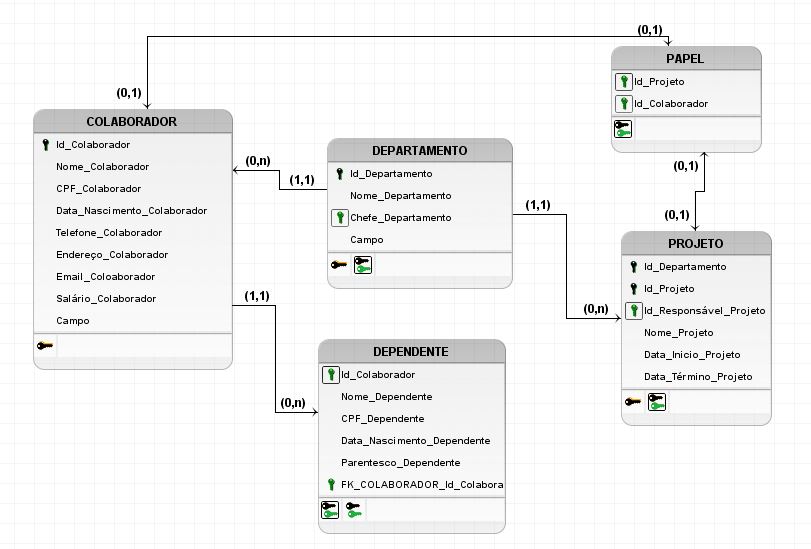 (0,1)
PAPEL
Id_Projeto
Id_Colaborador
(0,1)
COLABORADOR
Id_Colaborador
Nome_Colaborador
CPF_Colaborador
Data_Nascimento_Colaborador
Telefone_Colaborador
Endereço_Colaborador
Email_Coloaborador
Salário_Colaborador
Campo
(0,n)
(1,1)
DEPARTAMENTO
Id_Departamento
Nome_Departamento
Chefe_Departamento
Campo
(1,1)
(0,n)
(0,1)
(0,1)
PROJETO
Id_Departamento
Id_Projeto
Id_Responsável_Projeto
Nome_Projeto
Data_Inicio_Projeto
Data_Término_Projeto
(1,1)
(0,n)
DEPENDENTE
Id_Colaborador
Nome_Dependente
CPF_Dependente
Data_Nascimento_Dependente
Parentesco_Dependente
FK_COLABORADOR_Id_Colabora